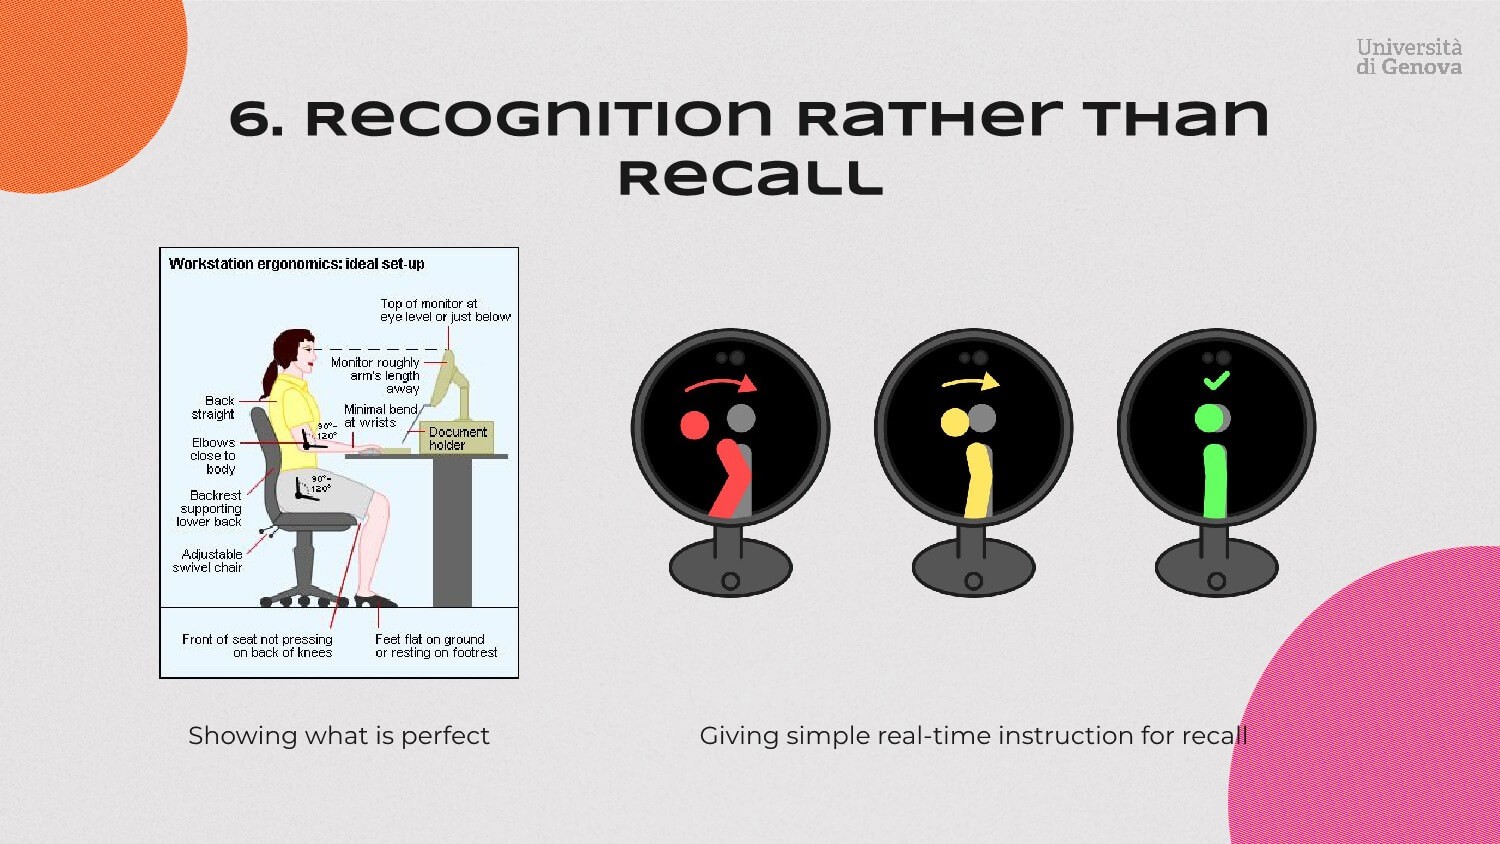 Università
di Genova
6. Recognition Rather Than
Recall
Workstation ergonomics: ideal set-up
Top of monitor at
eye level or just below
Monitor roughly
arm's length
away
Back
straight
Minimal bend
at wrists
90°-
120°
Document
holder
Elbows
close to
body
90°-
120°
Backrest
supporting
lower back
Adjustable
swivel chair
Front of seat not pressing
on back of knees
Feet flat on ground
or resting on footrest
Showing what is perfect
Giving simple real-time instruction for recall